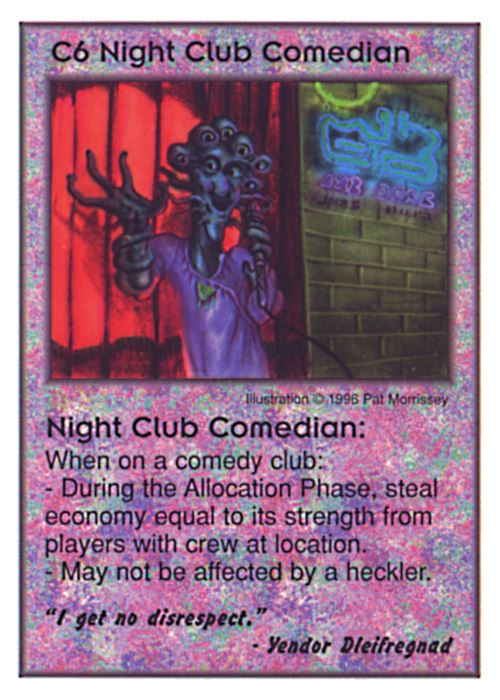 C6 Night Club Comedian
Illustration © 1996 Pat Morrissey
Night Club Comedian:
When on a comedy club:
- During the Allocation Phase, steal
economy equal to its strength from
players with crew at location.
- May not be affected by a heckler.
"I get no disrespect."
- Yendor Dleifregnad